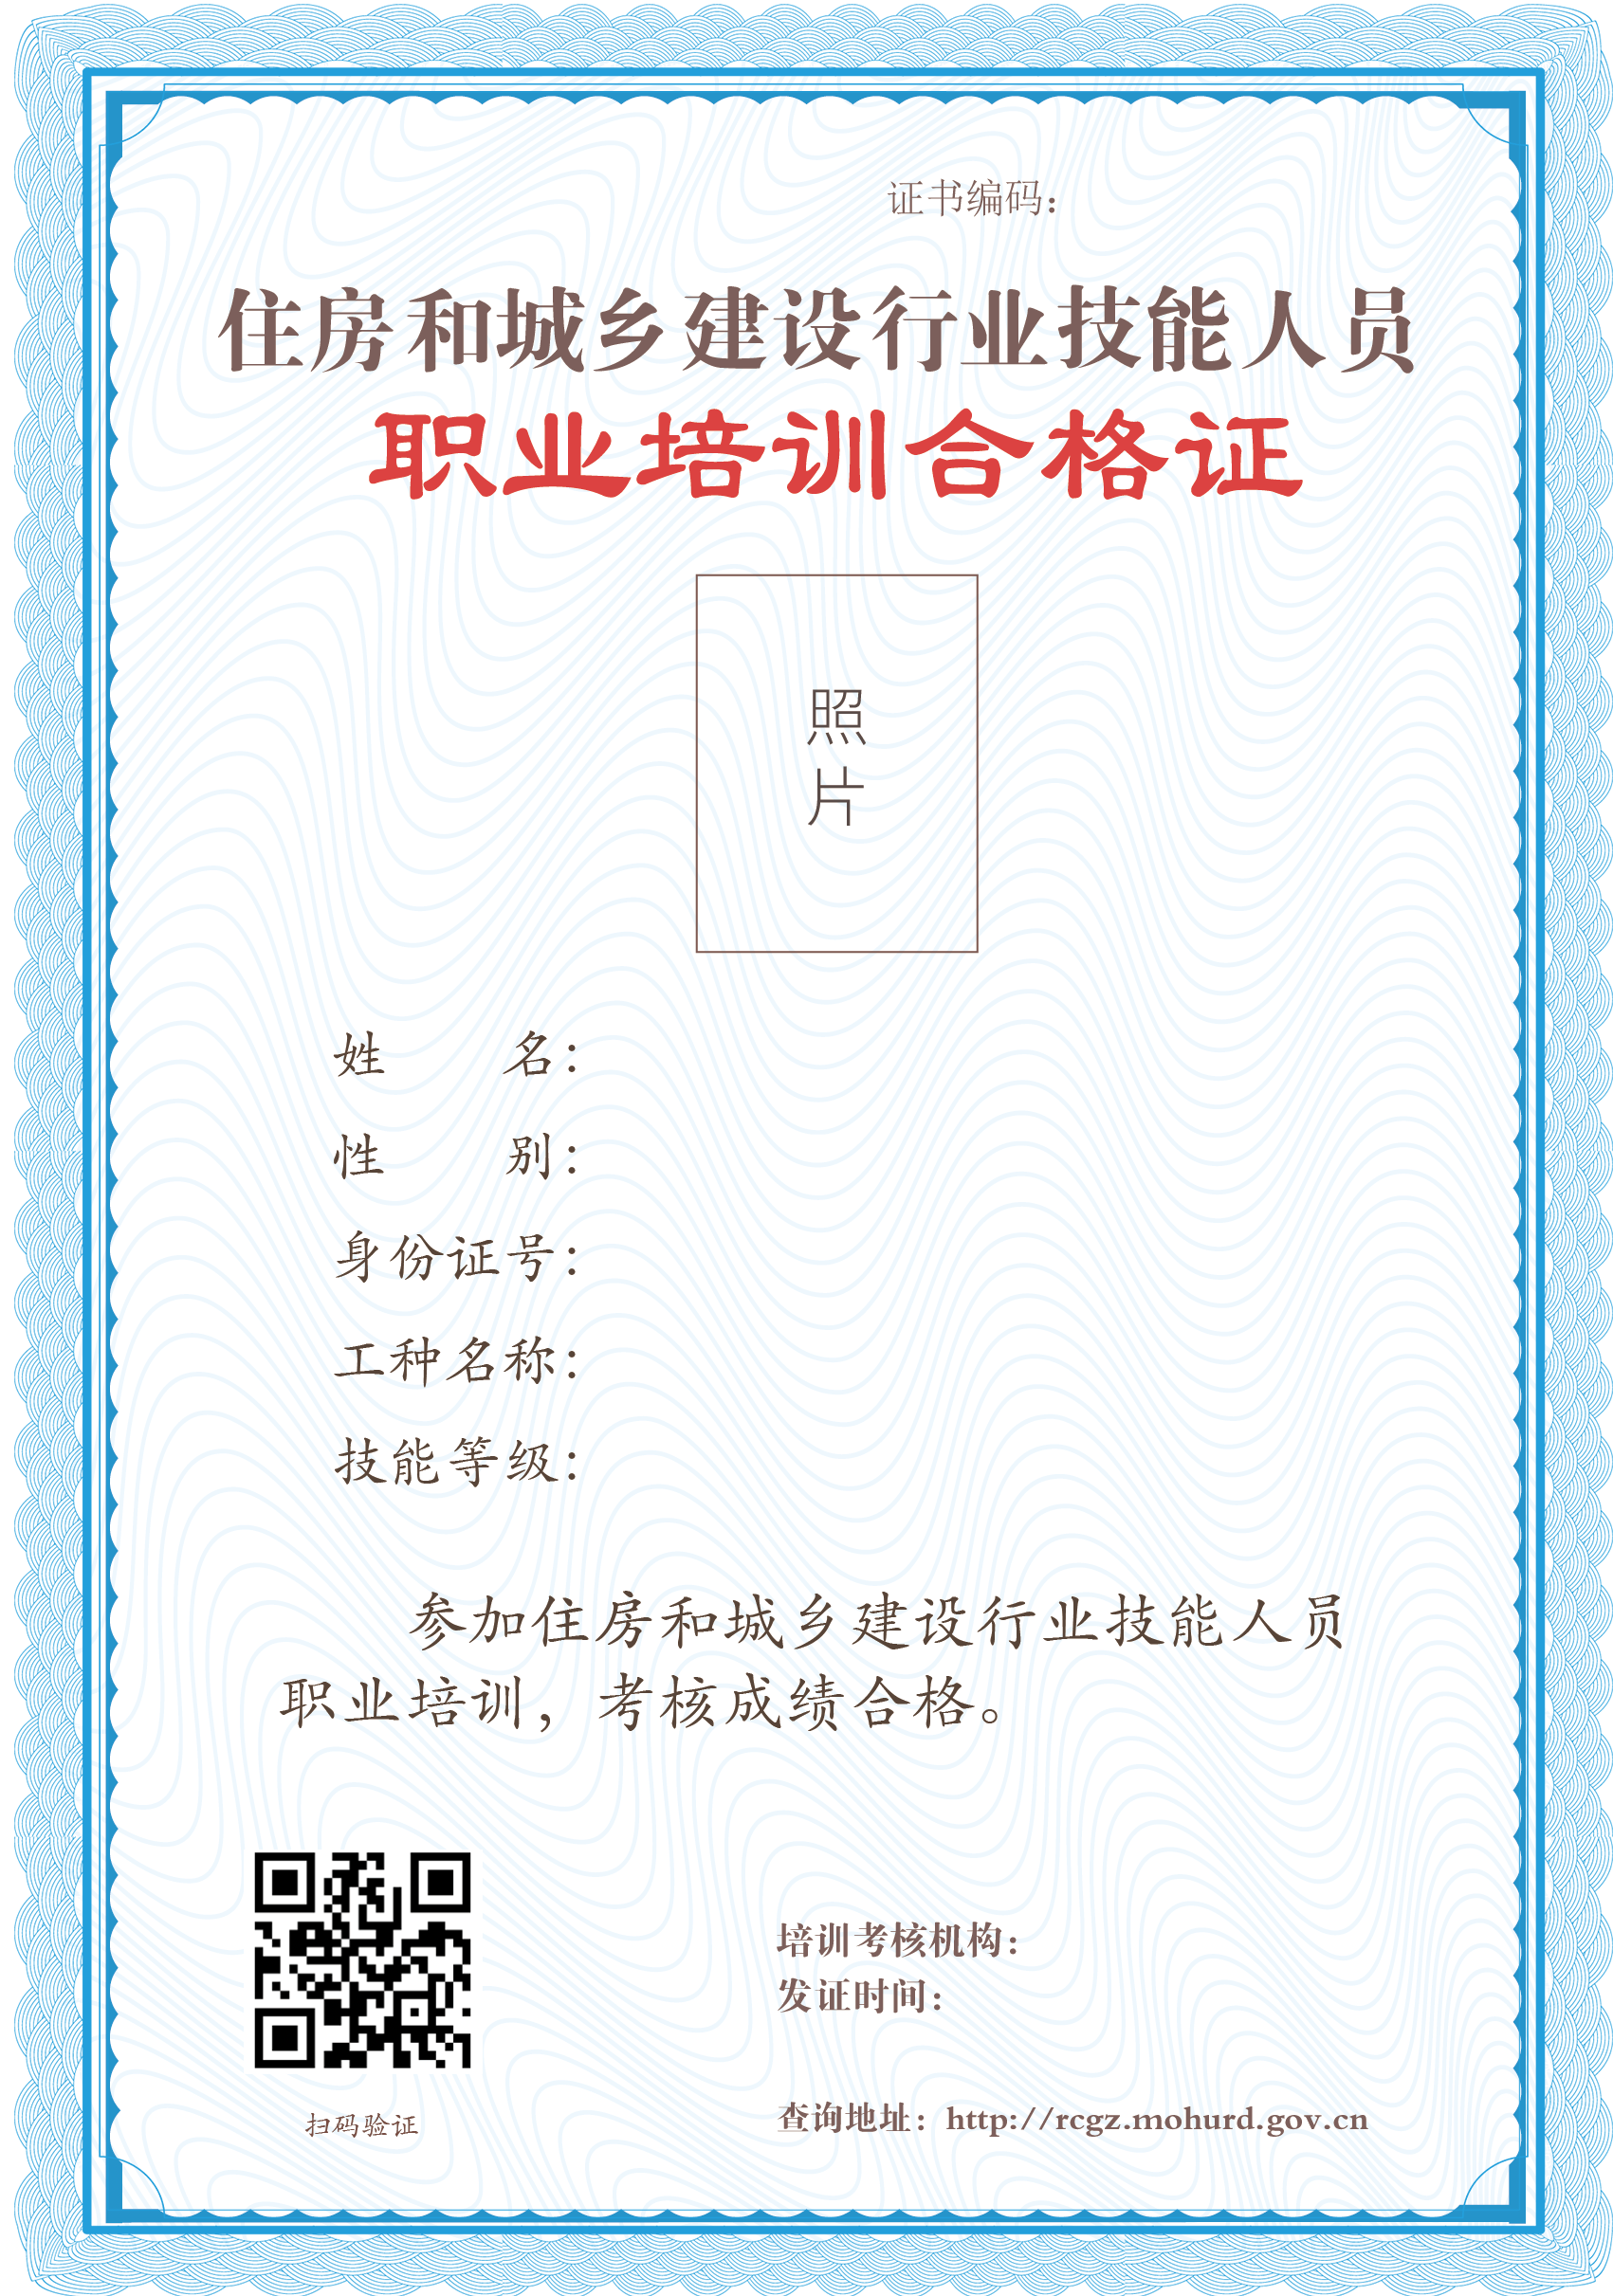 证书编码：
住房和城乡建设行业技能人员
职业培训合格证
照
片
姓　　名：
性　　别：
身份证号：
工种名称：
技能等级：
参加住房和城乡建设行业技能人员
职业培训，考核成绩合格。
培训考核机构：
发证时间：
扫码验证
查询地址：http://rcgz.mohurd.gov.cn